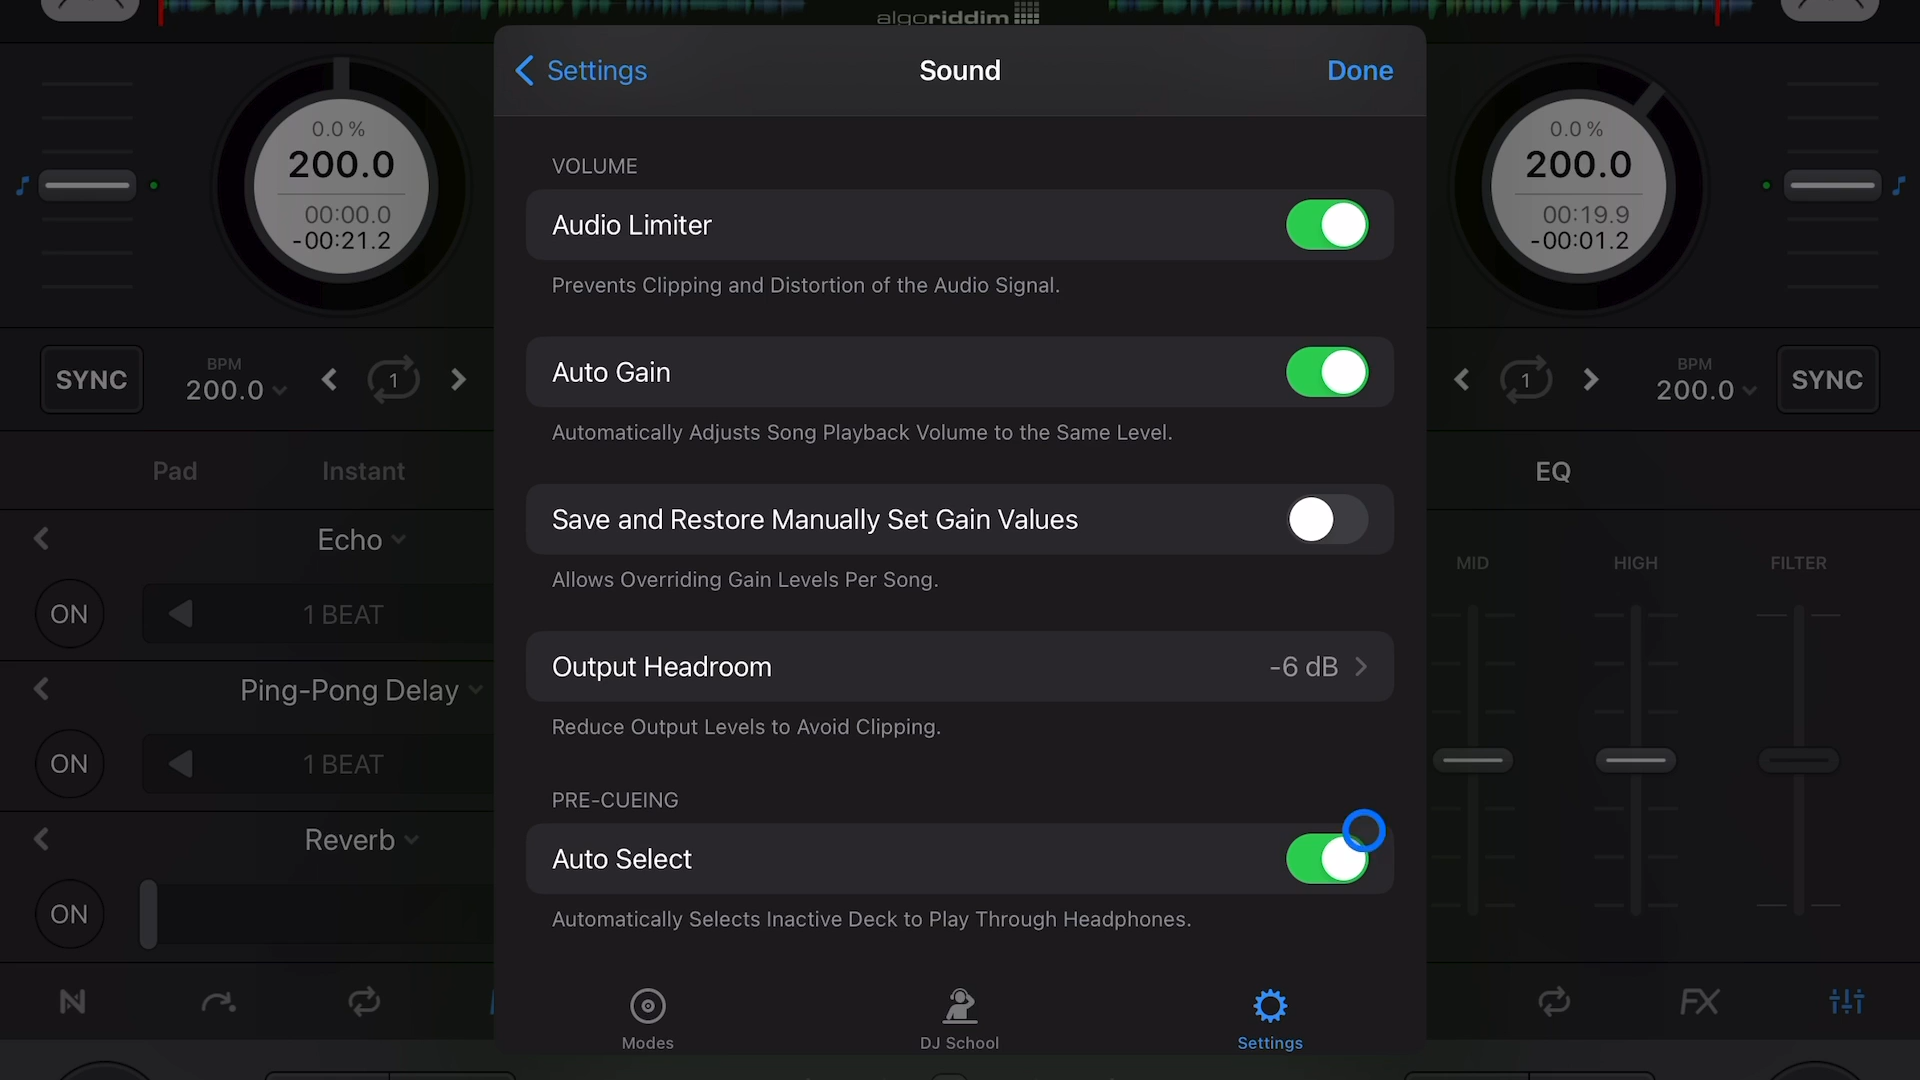 algoriddim
Settings
Sound
Done
VOLUME
Audio Limiter
Prevents Clipping and Distortion of the Audio Signal.
Auto Gain
Automatically Adjusts Song Playback Volume to the Same Level.
Save and Restore Manually Set Gain Values
Allows Overriding Gain Levels Per Song.
Output Headroom
-6 dB
Reduce Output Levels to Avoid Clipping.
PRE-CUEING
Auto Select
Automatically Selects Inactive Deck to Play Through Headphones.
Modes
DJ School
Settings
0.0 %
200.0
00:00.0
-00:21.2
SYNC
BPM
200.0
1
Pad
Instant
Echo
ON
1 BEAT
Ping-Pong Delay
ON
1 BEAT
Reverb
ON
0.0 %
200.0
00:19.9
-00:01.2
1
BPM
200.0
SYNC
EQ
MID
HIGH
FILTER
FX